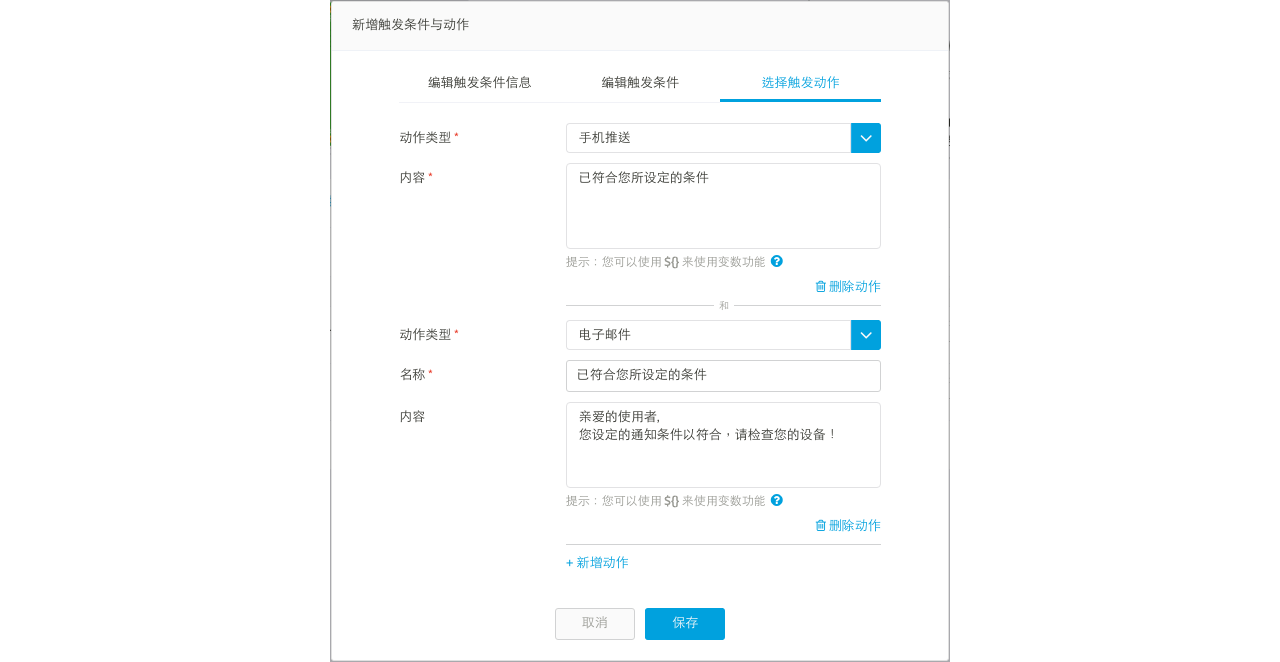 新增触发条件与动作
编辑触发条件信息 编辑触发条件 选择触发动作
动作类型 * 手机推送
内容 * 已符合您所设定的条件
提示：您可以使用 ${} 来使用变数功能 ?
删除动作
和
动作类型 * 电子邮件
名称 * 已符合您所设定的条件
内容 亲爱的使用者,
您设定的通知条件以符合，请检查您的设备！
提示：您可以使用 ${} 来使用变数功能 ?
删除动作
+ 新增动作
取消 保存